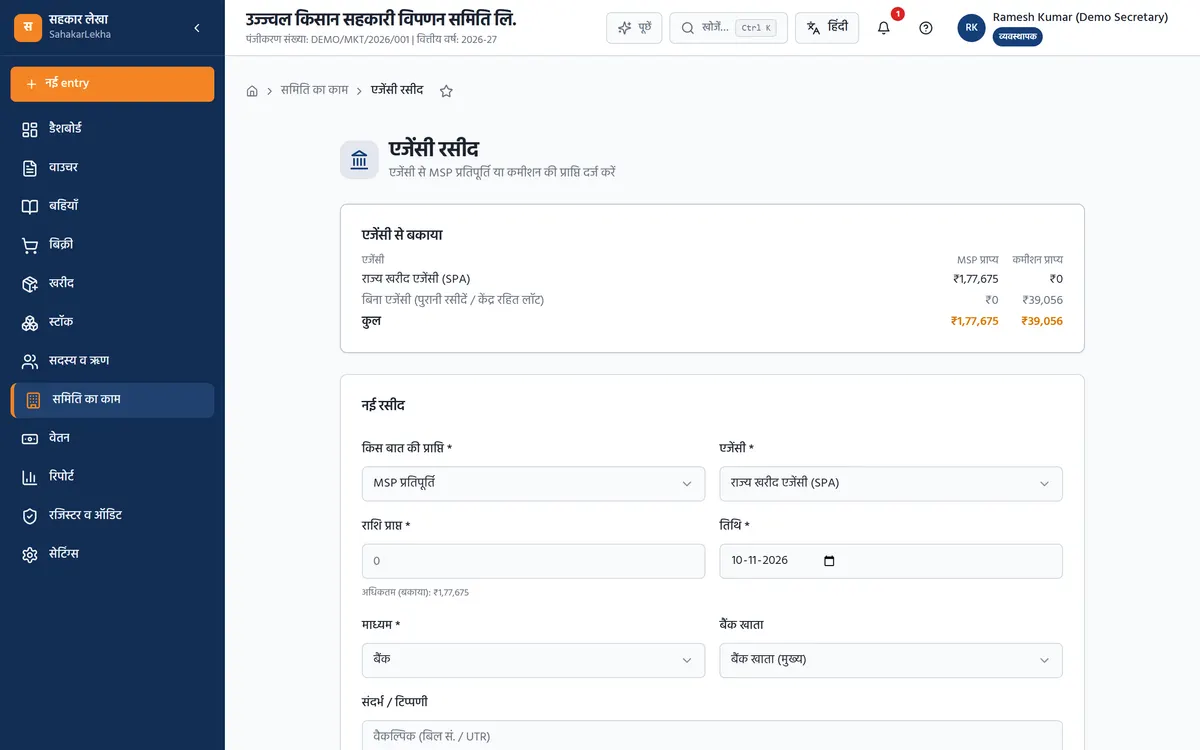 स
सहकार लेखा
SahakarLekha
उज्ज्वल किसान सहकारी विपणन समिति लि.
पंजीकरण संख्या: DEMO/MKT/2026/001 | वित्तीय वर्ष: 2026-27
पूछें
खोजें...
Ctrl K
हिंदी
1
RK
Ramesh Kumar (Demo Secretary)
व्यवस्थापक
नई entry
डैशबोर्ड
वाउचर
बहियाँ
बिक्री
खरीद
स्टॉक
सदस्य व ऋण
समिति का काम
वेतन
रिपोर्ट
रजिस्टर व ऑडिट
सेटिंग्स
समिति का काम
एजेंसी रसीद
एजेंसी रसीद
एजेंसी से MSP प्रतिपूर्ति या कमीशन की प्राप्ति दर्ज करें
एजेंसी से बकाया
एजेंसी MSP प्राप्य कमीशन प्राप्य
राज्य खरीद एजेंसी (SPA) ₹1,77,675 ₹0
बिना एजेंसी (पुरानी रसीदें / केंद्र रहित लॉट) ₹0 ₹39,056
कुल ₹1,77,675 ₹39,056
नई रसीद
किस बात की प्राप्ति * एजेंसी *
MSP प्रतिपूर्ति राज्य खरीद एजेंसी (SPA)
राशि प्राप्त * तिथि *
0 10-11-2026
अधिकतम (बकाया): ₹1,77,675
माध्यम * बैंक खाता
बैंक बैंक खाता (मुख्य)
संदर्भ / टिप्पणी
वैकल्पिक (बिल सं. / UTR)